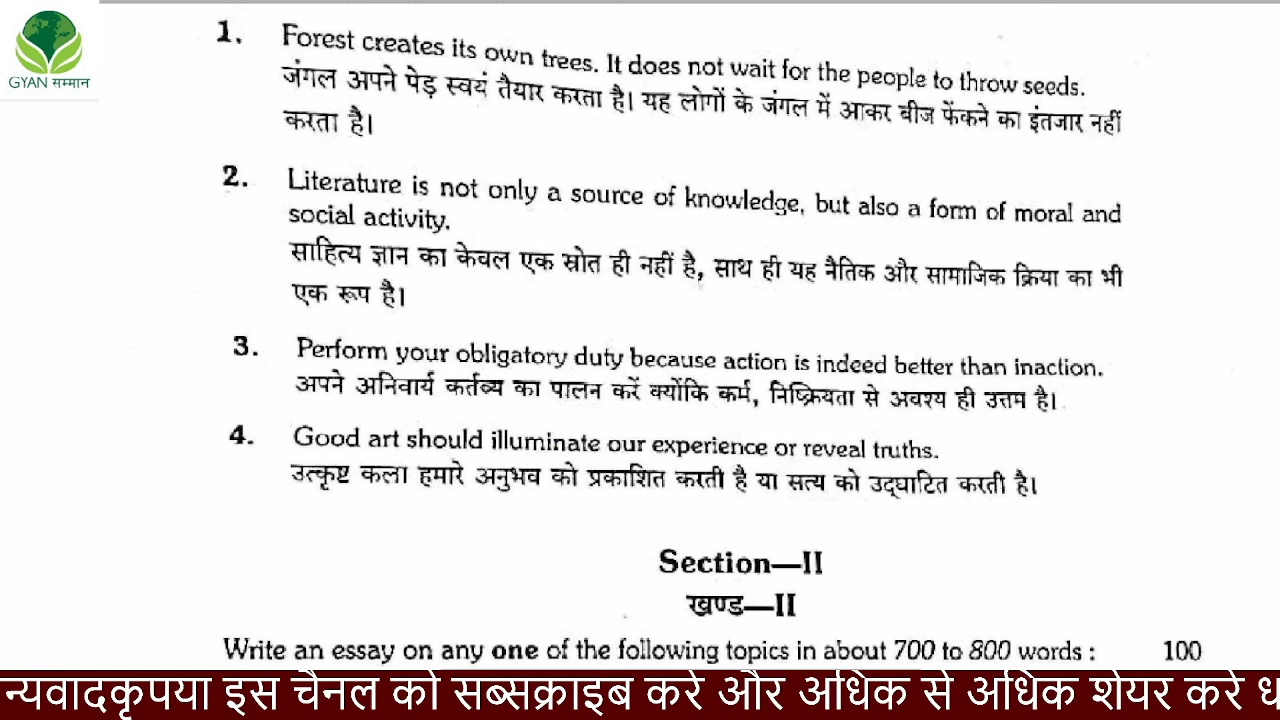 GYAN सम्मान
1. Forest creates its own trees. It does not wait for the people to throw seeds.
जंगल अपने पेड़ स्वयं तैयार करता है। यह लोगों के जंगल में आकर बीज फेंकने का इंतजार नहीं
करता है।
2. Literature is not only a source of knowledge, but also a form of moral and
social activity.
साहित्य ज्ञान का केवल एक स्रोत ही नहीं है, साथ ही यह नैतिक और सामाजिक क्रिया का भी
एक रूप है।
3. Perform your obligatory duty because action is indeed better than inaction.
अपने अनिवार्य कर्तव्य का पालन करें क्योंकि कर्म, निष्क्रियता से अवश्य ही उत्तम है।
4. Good art should illuminate our experience or reveal truths.
उत्कृष्ट कला हमारे अनुभव को प्रकाशित करती है या सत्य को उद्घाटित करती है।
Section—II
खण्ड—II
Write an essay on any one of the following topics in about 700 to 800 words : 100
न्यवादकृपया इस चैनल को सब्सक्राइब करे और अधिक से अधिक शेयर करे ध